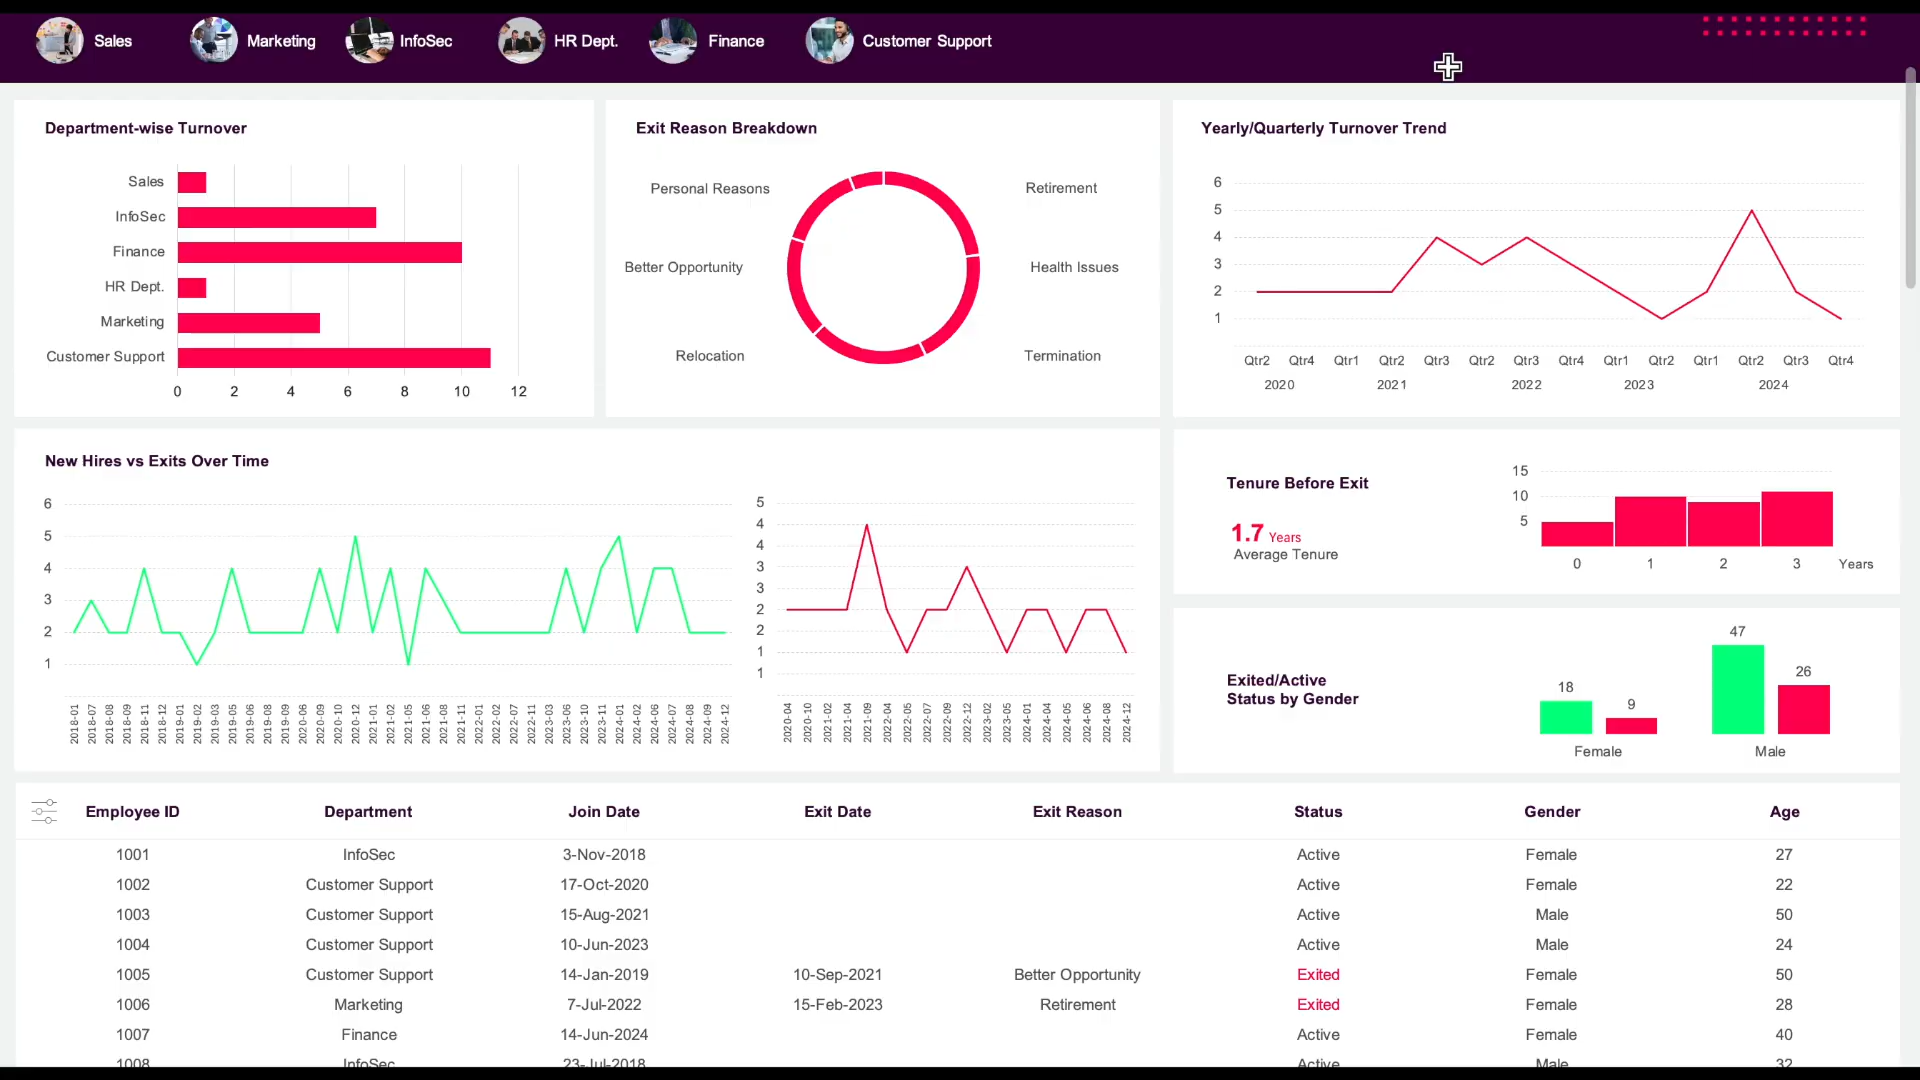 Sales Marketing InfoSec HR Dept. Finance Customer Support
Department-wise Turnover
Sales
InfoSec
Finance
HR Dept.
Marketing
Customer Support
0 2 4 6 8 10 12
Exit Reason Breakdown
Personal Reasons Retirement
Better Opportunity Health Issues
Relocation Termination
Yearly/Quarterly Turnover Trend
6
5
4
3
2
1
Qtr2 Qtr4 Qtr1 Qtr2 Qtr3 Qtr2 Qtr3 Qtr4 Qtr1 Qtr2 Qtr1 Qtr2 Qtr3 Qtr4
2020 2021 2022 2023 2024
New Hires vs Exits Over Time
6
5
4
3
2
1
2018-01 2018-07 2018-08 2018-09 2018-11 2018-12 2019-01 2019-02 2019-03 2019-05 2019-06 2019-08 2019-09 2020-06 2020-09 2020-10 2020-12 2021-01 2021-02 2021-05 2021-06 2021-08 2021-11 2022-01 2022-02 2022-07 2022-11 2023-03 2023-06 2023-10 2023-11 2024-01 2024-02 2024-06 2024-07 2024-08 2024-09 2024-12
5
4
4
3
3
2
2
1
1
2020-04 2020-10 2021-02 2021-04 2021-09 2022-04 2022-05 2022-07 2022-09 2022-12 2023-02 2023-05 2024-01 2024-04 2024-05 2024-06 2024-08 2024-12
Tenure Before Exit
1.7 Years
Average Tenure
15
10
5
0 1 2 3 Years
Exited/Active
Status by Gender
18 9 47 26
Female Male
Employee ID Department Join Date Exit Date Exit Reason Status Gender Age
1001 InfoSec 3-Nov-2018 Active Female 27
1002 Customer Support 17-Oct-2020 Active Female 22
1003 Customer Support 15-Aug-2021 Active Male 50
1004 Customer Support 10-Jun-2023 Active Male 24
1005 Customer Support 14-Jan-2019 10-Sep-2021 Better Opportunity Exited Female 50
1006 Marketing 7-Jul-2022 15-Feb-2023 Retirement Exited Female 28
1007 Finance 14-Jun-2024 Active Female 40
1008 InfoSec 23-Jul-2018 Active Male 32